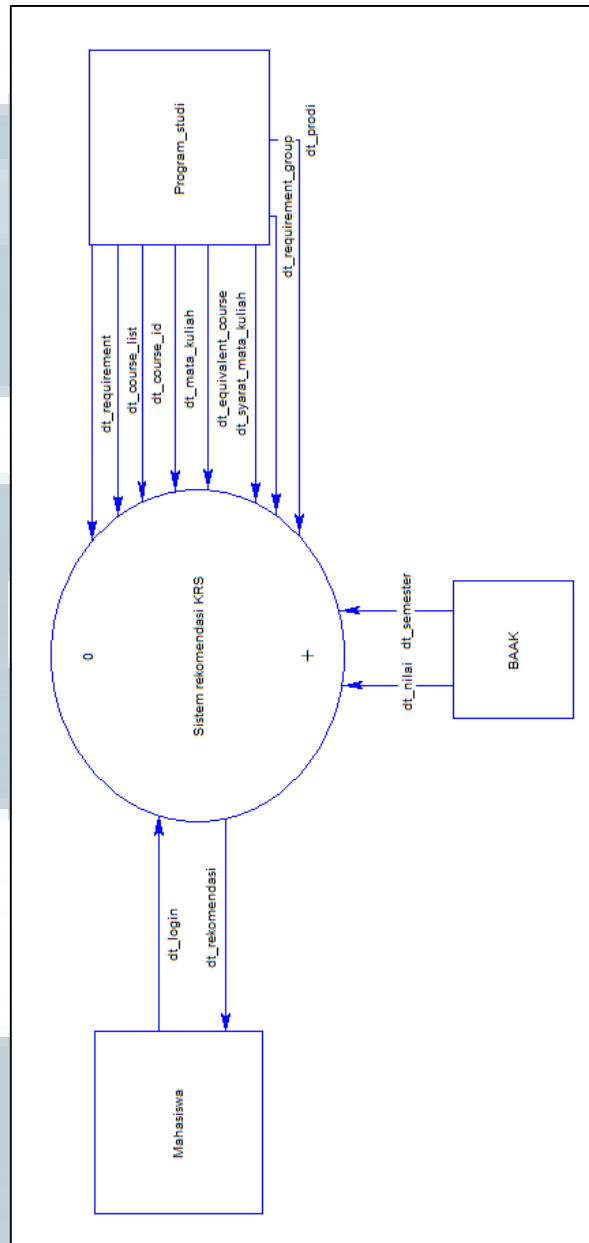 Mahasiswa
dt_login
dt_rekomendasi
0
Sistem rekomendasi KRS
+
dt_requirement
dt_course_list
dt_course_id
dt_mata_kuliah
dt_equivalent_course
dt_syarat_mata_kuliah
dt_requirement_group
dt_prodi
Program_studi
dt_nilai
dt_semester
BAAK